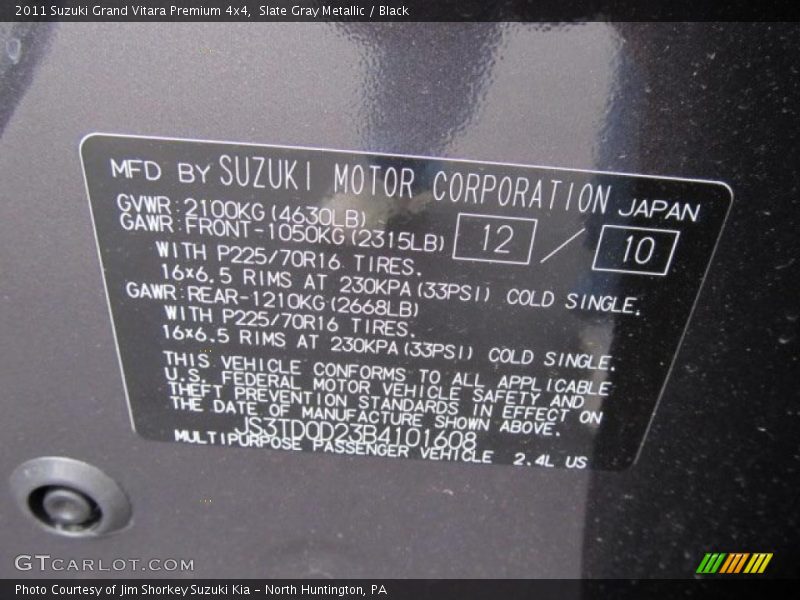 2011 Suzuki Grand Vitara Premium 4x4,  Slate Gray Metallic / Black
MFD BY SUZUKI MOTOR CORPORATION JAPAN
GVWR:2100KG(4630LB)
GAWR:FRONT-1050KG(2315LB) 12 / 10
WITH P225/70R16 TIRES.
16×6.5 RIMS AT 230KPA(33PSI) COLD SINGLE.
GAWR:REAR-1210KG(2668LB)
WITH P225/70R16 TIRES.
16×6.5 RIMS AT 230KPA(33PSI) COLD SINGLE.
THIS VEHICLE CONFORMS TO ALL APPLICABLE
U.S. FEDERAL MOTOR VEHICLE SAFETY AND
THEFT PREVENTION STANDARDS IN EFFECT ON
THE DATE OF MANUFACTURE SHOWN ABOVE.
JS3TD0D23B4101608
MULTIPURPOSE PASSENGER VEHICLE 2.4L US
GTCARLOT.COM
Photo Courtesy of Jim Shorkey Suzuki Kia - North Huntington, PA